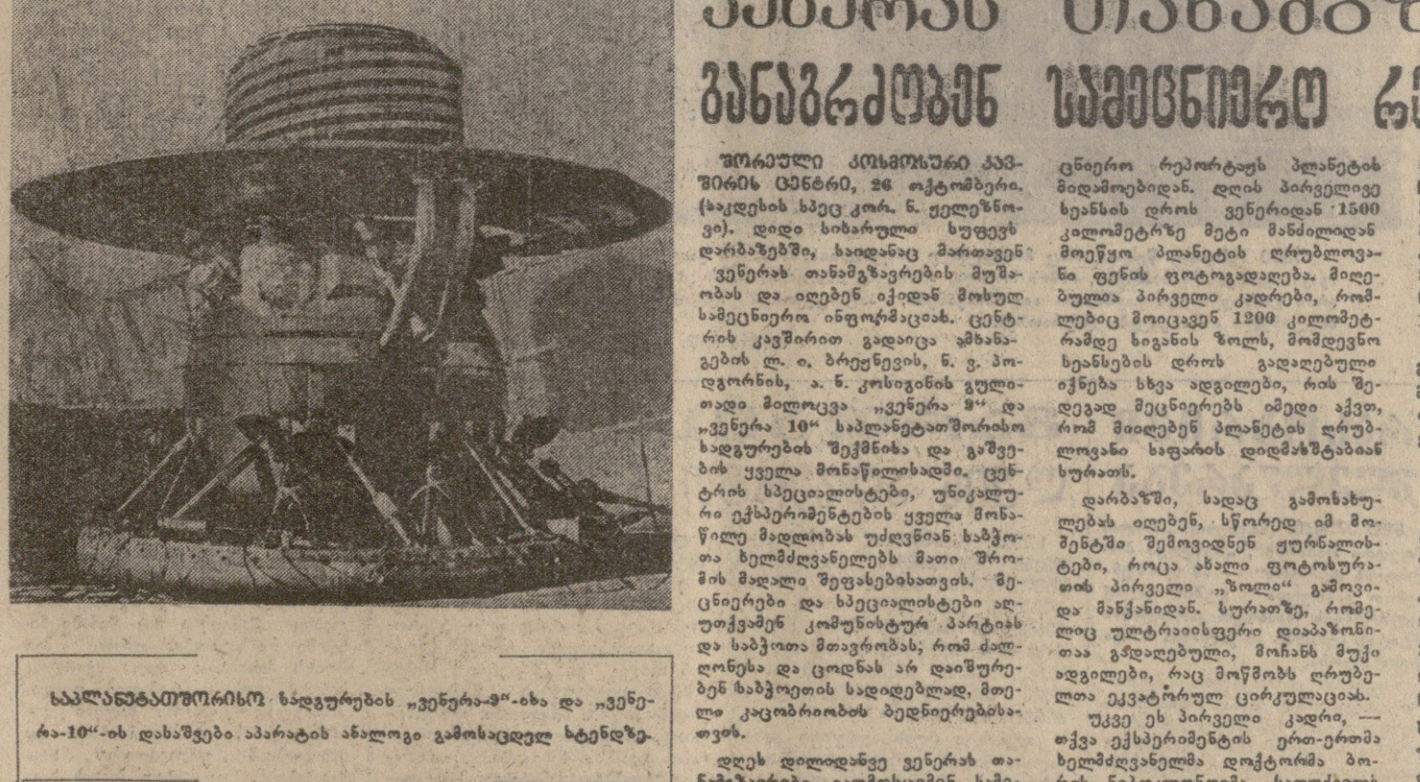 ვენერას თანამგზ
განაგრძობენ სამეცნიერო რე
შორეული კოსმოსური კავ-
შირის ცენტრი, 26 ოქტომბერი.
(საკდესის სპეც კორ. ნ. ჟელეზნო-
ვი). დიდი სიხარული სუფევს
დარბაზებში, საიდანაც მართავენ
ვენერას თანამგზავრების მუშა-
ობას და იღებენ იქიდან მოსულ
სამეცნიერო ინფორმაციას. ცენტ-
რის კავშირით გადაიცა ამხანა-
გების ლ. ი. ბრეჟნევის, ნ. ვ. პო-
დგორნის, ა. ნ. კოსიგინის გული-
თადი მილოცვა „ვენერა 9“ და
„ვენერა 10“ საპლანეტათშორისო
სადგურების შექმნისა და გაშვე-
ბის ყველა მონაწილისადმი. ცენ-
ტრის სპეციალისტები, უნიკალუ-
რი ექსპერიმენტების ყველა მონა-
წილე მადლობას უძღვნიან საბჭო-
თა ხელმძღვანელებს მათი შრო-
მის მაღალი შეფასებისათვის. მე-
ცნიერები და სპეციალისტები აღ-
უთქვამენ კომუნისტურ პარტიას
და საბჭოთა მთავრობას, რომ ძალ-
ღონესა და ცოდნას არ დაიშურე-
ბენ საბჭოეთის სადიდებლად, მთე-
ლი კაცობრიობის ბედნიერებისა-
თვის.
დღეს დილიდანვე ვენერას თა-
ცნიერო რეპორტაჟს პლანეტის
მიდამოებიდან. დღის პირველივე
სეანსის დროს ვენერიდან 1500
კილომეტრზე მეტი მანძილიდან
მოეწყო პლანეტის ღრუბლოვა-
ნი ფენის ფოტოგადაღება. მიღე-
ბულია პირველი კადრები, რომ-
ლებიც მოიცავენ 1200 კილომეტ-
რამდე სიგანის ზოლს, მომდევნო
სეანსების დროს გადაღებული
იქნება სხვა ადგილები, რის შე-
დეგად მეცნიერებს იმედი აქვთ,
რომ მიიღებენ პლანეტის ღრუბ-
ლოვანი საფარის დიდმასშტაბიან
სურათს.
დარბაზში, სადაც გამოსახუ-
ლებას იღებენ, სწორედ იმ მო-
მენტში შემოვიდნენ ჟურნალის-
ტები, როცა ახალი ფოტოსურა-
თის პირველი „ზოლი“ გამოვი-
და მანქანიდან. სურათზე, რომე-
ლიც ულტრაიისფერი დიაპაზონი-
თაა გადაღებული, მოჩანს მუქი
ადგილები, რაც მოწმობს ღრუბე-
ლთა ეკვატორულ ცირკულაციას.
უკვე ეს პირველი კადრი, —
თქვა ექსპერიმენტის ერთ-ერთმა
ხელმძღვანელმა დოქტორმა ბო-
საპლანეტათშორისო სადგურების „ვენერა-9“-ისა და „ვენე-
რა-10“-ის დასაშვები აპარატის ანალოგი გამოსაცდელ სტენდზე.